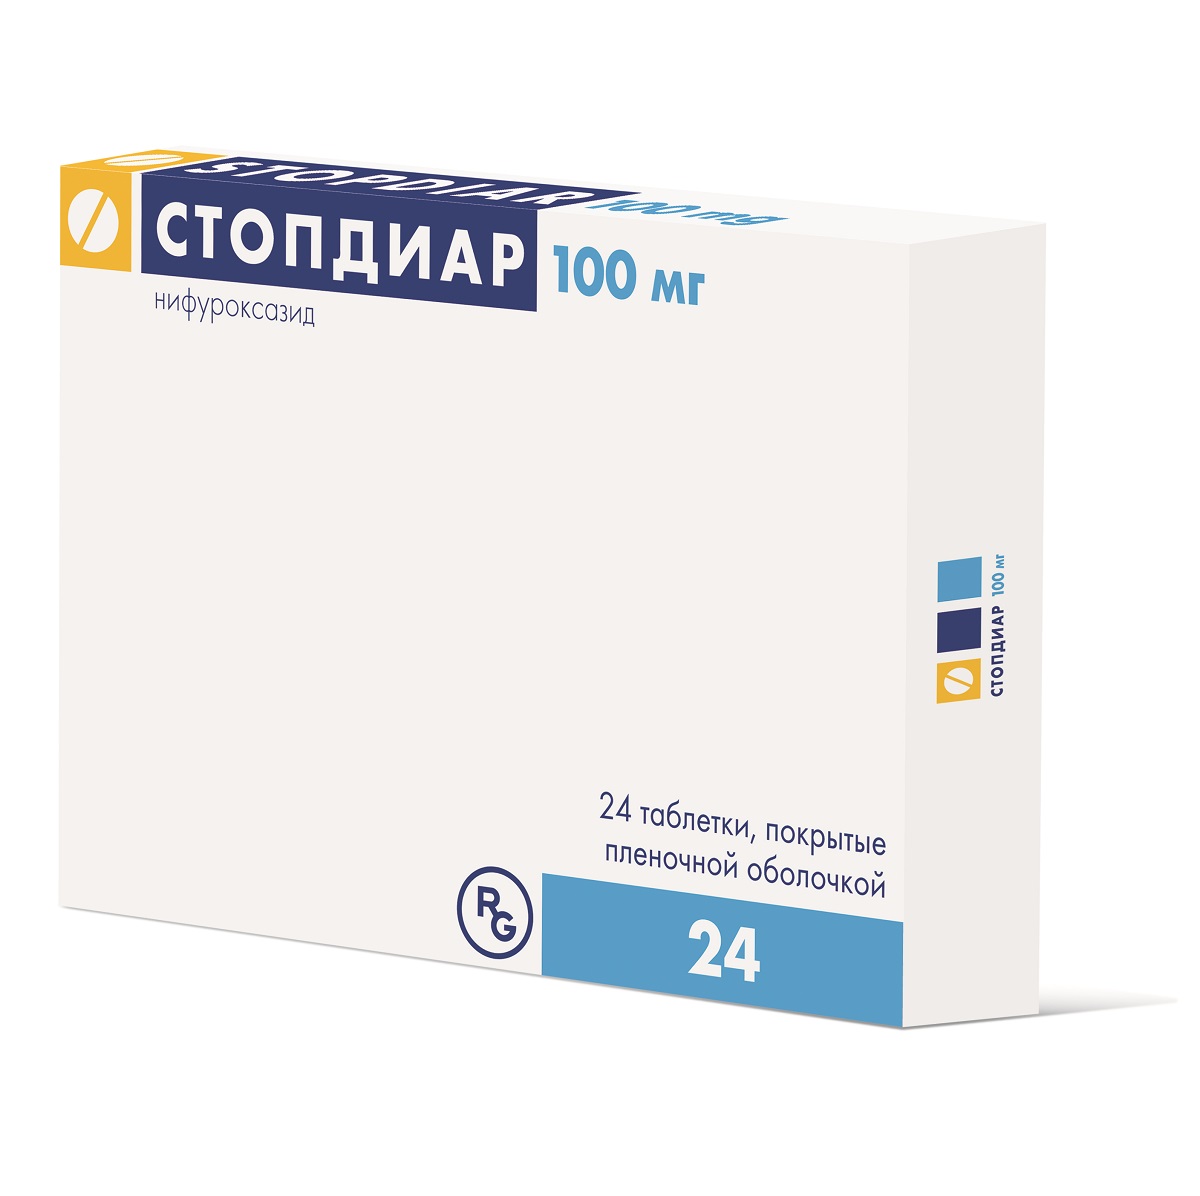 STOPDIAR 100 mg
СТОПДИАР 100 мг
нифуроксазид
24 таблетки, покрытые
пленочной оболочкой
RG
24
СТОПДИАР 100 мг